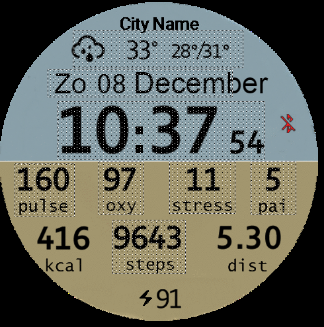 City Name
33° 28°/31°
Zo 08 December
10:37 54
160 97 11 5
pulse oxy stress pai
416 9643 5.30
kcal steps dist
91